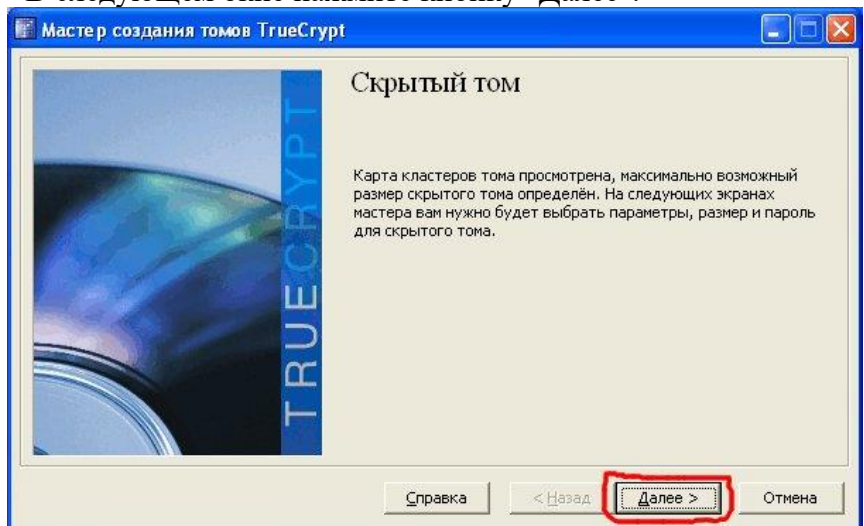 Мастер создания томов TrueCrypt
Скрытый том
Карта кластеров тома просмотрена, максимально возможный
размер скрытого тома определён. На следующих экранах
мастера вам нужно будет выбрать параметры, размер и пароль
для скрытого тома.
TRUECRYPT
Справка
< Назад
Далее >
Отмена